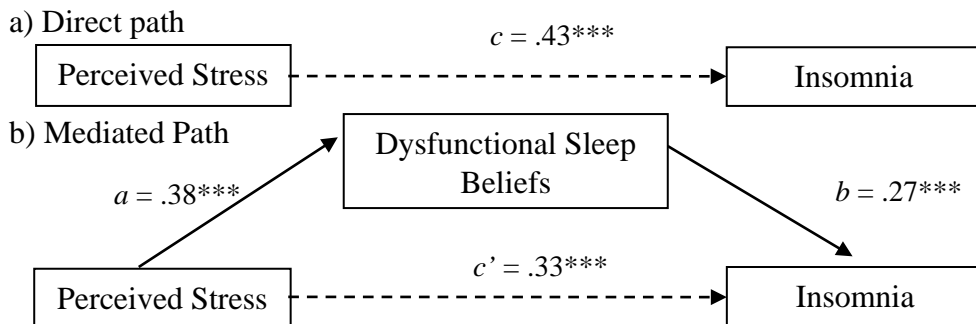 a) Direct path
c = .43***
Perceived Stress
Insomnia
b) Mediated Path
Dysfunctional Sleep
Beliefs
a = .38***
b = .27***
c’ = .33***
Perceived Stress
Insomnia